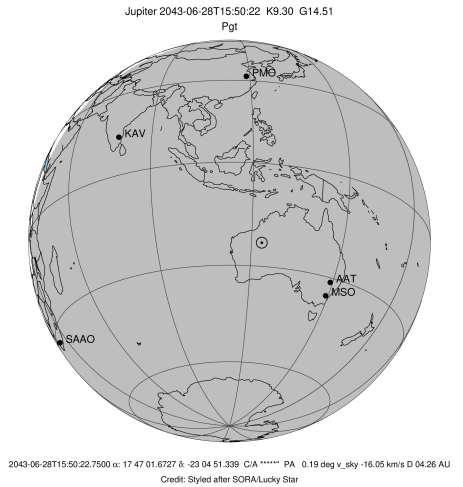 Jupiter 2043-06-28T15:50:22 K9.30 G14.51
Pgt
PMO
KAV
AAT
MSO
SAAO
2043-06-28T15:50:22.7500 α: 17 47 01.6727 δ: -23 04 51.339 C/A *****" PA 0.19 deg v_sky -16.05 km/s D 04.26 AU
Credit: Styled after SORA/Lucky Star